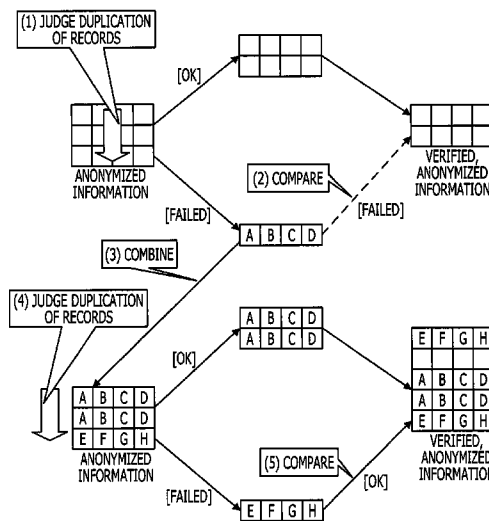 (1) JUDGE DUPLICATION
OF RECORDS
[OK]
ANONYMIZED
INFORMATION
VERIFIED,
ANONYMIZED
INFORMATION
(2) COMPARE
[FAILED]
[FAILED]
A B C D
(3) COMBINE
(4) JUDGE DUPLICATION
OF RECORDS
A B C D
A B C D
[OK]
E F G H
A B C D
A B C D
E F G H
A B C D
A B C D
E F G H
ANONYMIZED
INFORMATION
VERIFIED,
ANONYMIZED
INFORMATION
(5) COMPARE
[OK]
[FAILED]
E F G H